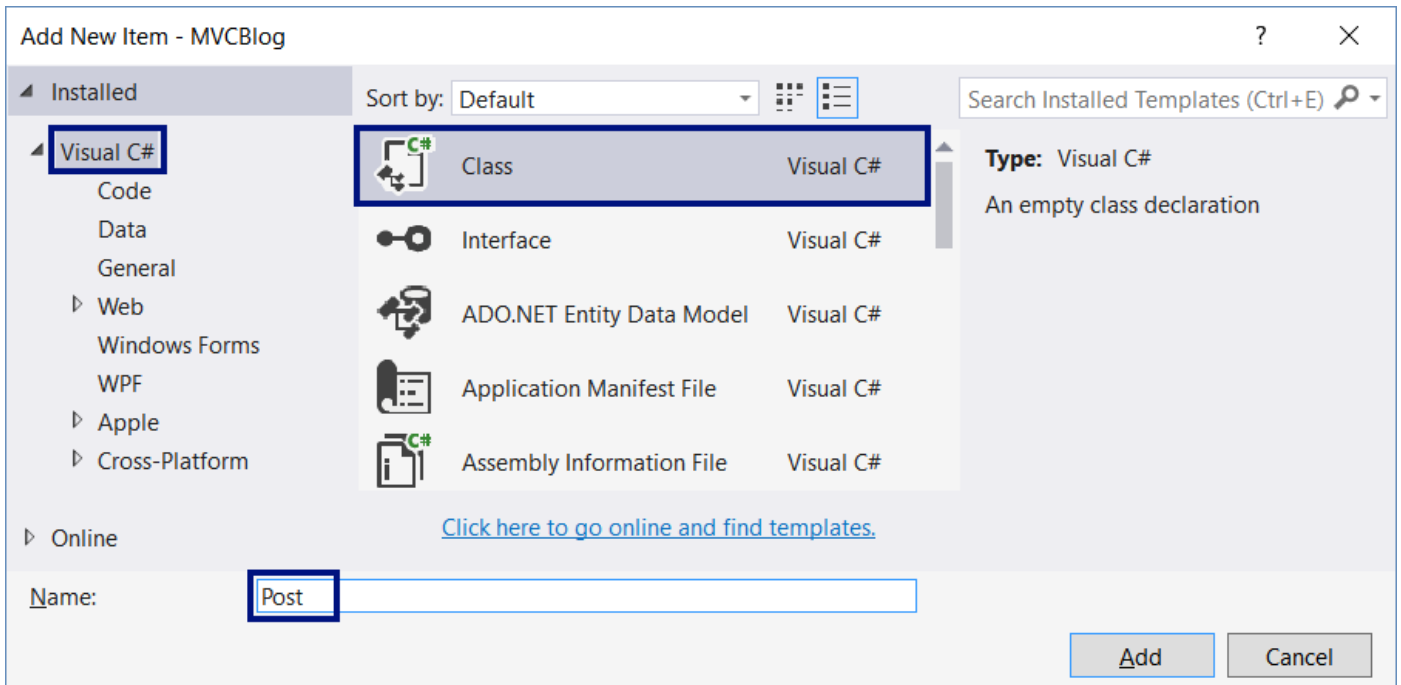 Add New Item - MVCBlog
?
Installed
Sort by: Default
Search Installed Templates (Ctrl+E)
Visual C#
Code
Data
General
Web
Windows Forms
WPF
Apple
Cross-Platform
Online
C# Class Visual C#
Interface Visual C#
ADO.NET Entity Data Model Visual C#
Application Manifest File Visual C#
C# Assembly Information File Visual C#
Click here to go online and find templates.
Type: Visual C#
An empty class declaration
Name: Post
Add Cancel